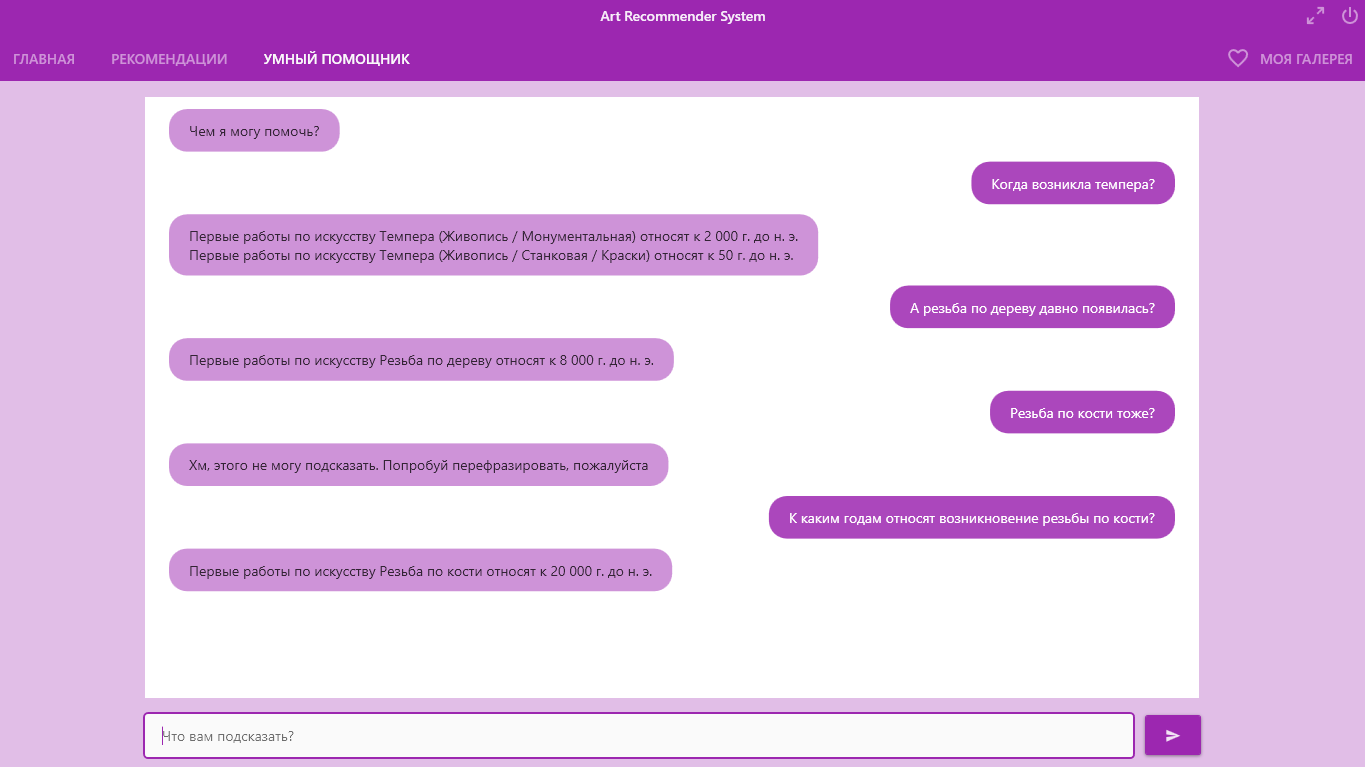 Art Recommender System
ГЛАВНАЯ
РЕКОМЕНДАЦИИ
УМНЫЙ ПОМОЩНИК
МОЯ ГАЛЕРЕЯ
Чем я могу помочь?
Когда возникла темпера?
Первые работы по искусству Темпера (Живопись / Монументальная) относят к 2 000 г. до н. э.
Первые работы по искусству Темпера (Живопись / Станковая / Краски) относят к 50 г. до н. э.
А резьба по дереву давно появилась?
Первые работы по искусству Резьба по дереву относят к 8 000 г. до н. э.
Резьба по кости тоже?
Хм, этого не могу подсказать. Попробуй перефразировать, пожалуйста
К каким годам относят возникновение резьбы по кости?
Первые работы по искусству Резьба по кости относят к 20 000 г. до н. э.
Что вам подсказать?